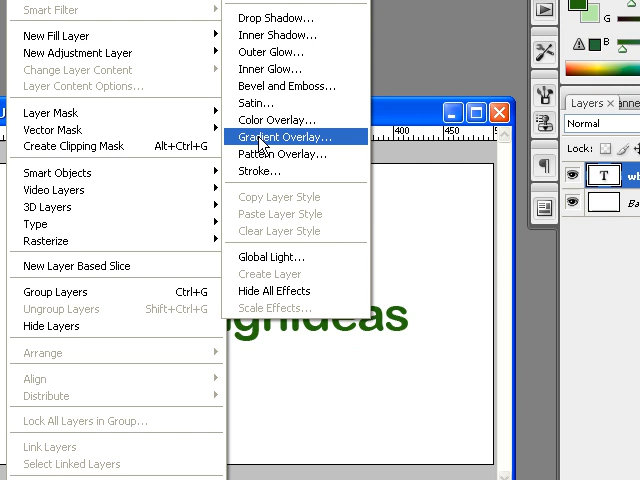 Smart Filter
New Fill Layer
New Adjustment Layer
Change Layer Content
Layer Content Options...
Layer Mask
Vector Mask
Create Clipping Mask Alt+Ctrl+G
Smart Objects
Video Layers
3D Layers
Type
Rasterize
New Layer Based Slice
Group Layers Ctrl+G
Ungroup Layers Shift+Ctrl+G
Hide Layers
Arrange
Align
Distribute
Lock All Layers in Group...
Link Layers
Select Linked Layers
Drop Shadow...
Inner Shadow...
Outer Glow...
Inner Glow...
Bevel and Emboss...
Satin...
Color Overlay...
Gradient Overlay...
Pattern Overlay...
Stroke...
Copy Layer Style
Paste Layer Style
Clear Layer Style
Global Light...
Create Layer
Hide All Effects
Scale Effects...
400 450
gnIdeas
G
B
Layers ×
Normal
Lock:
T